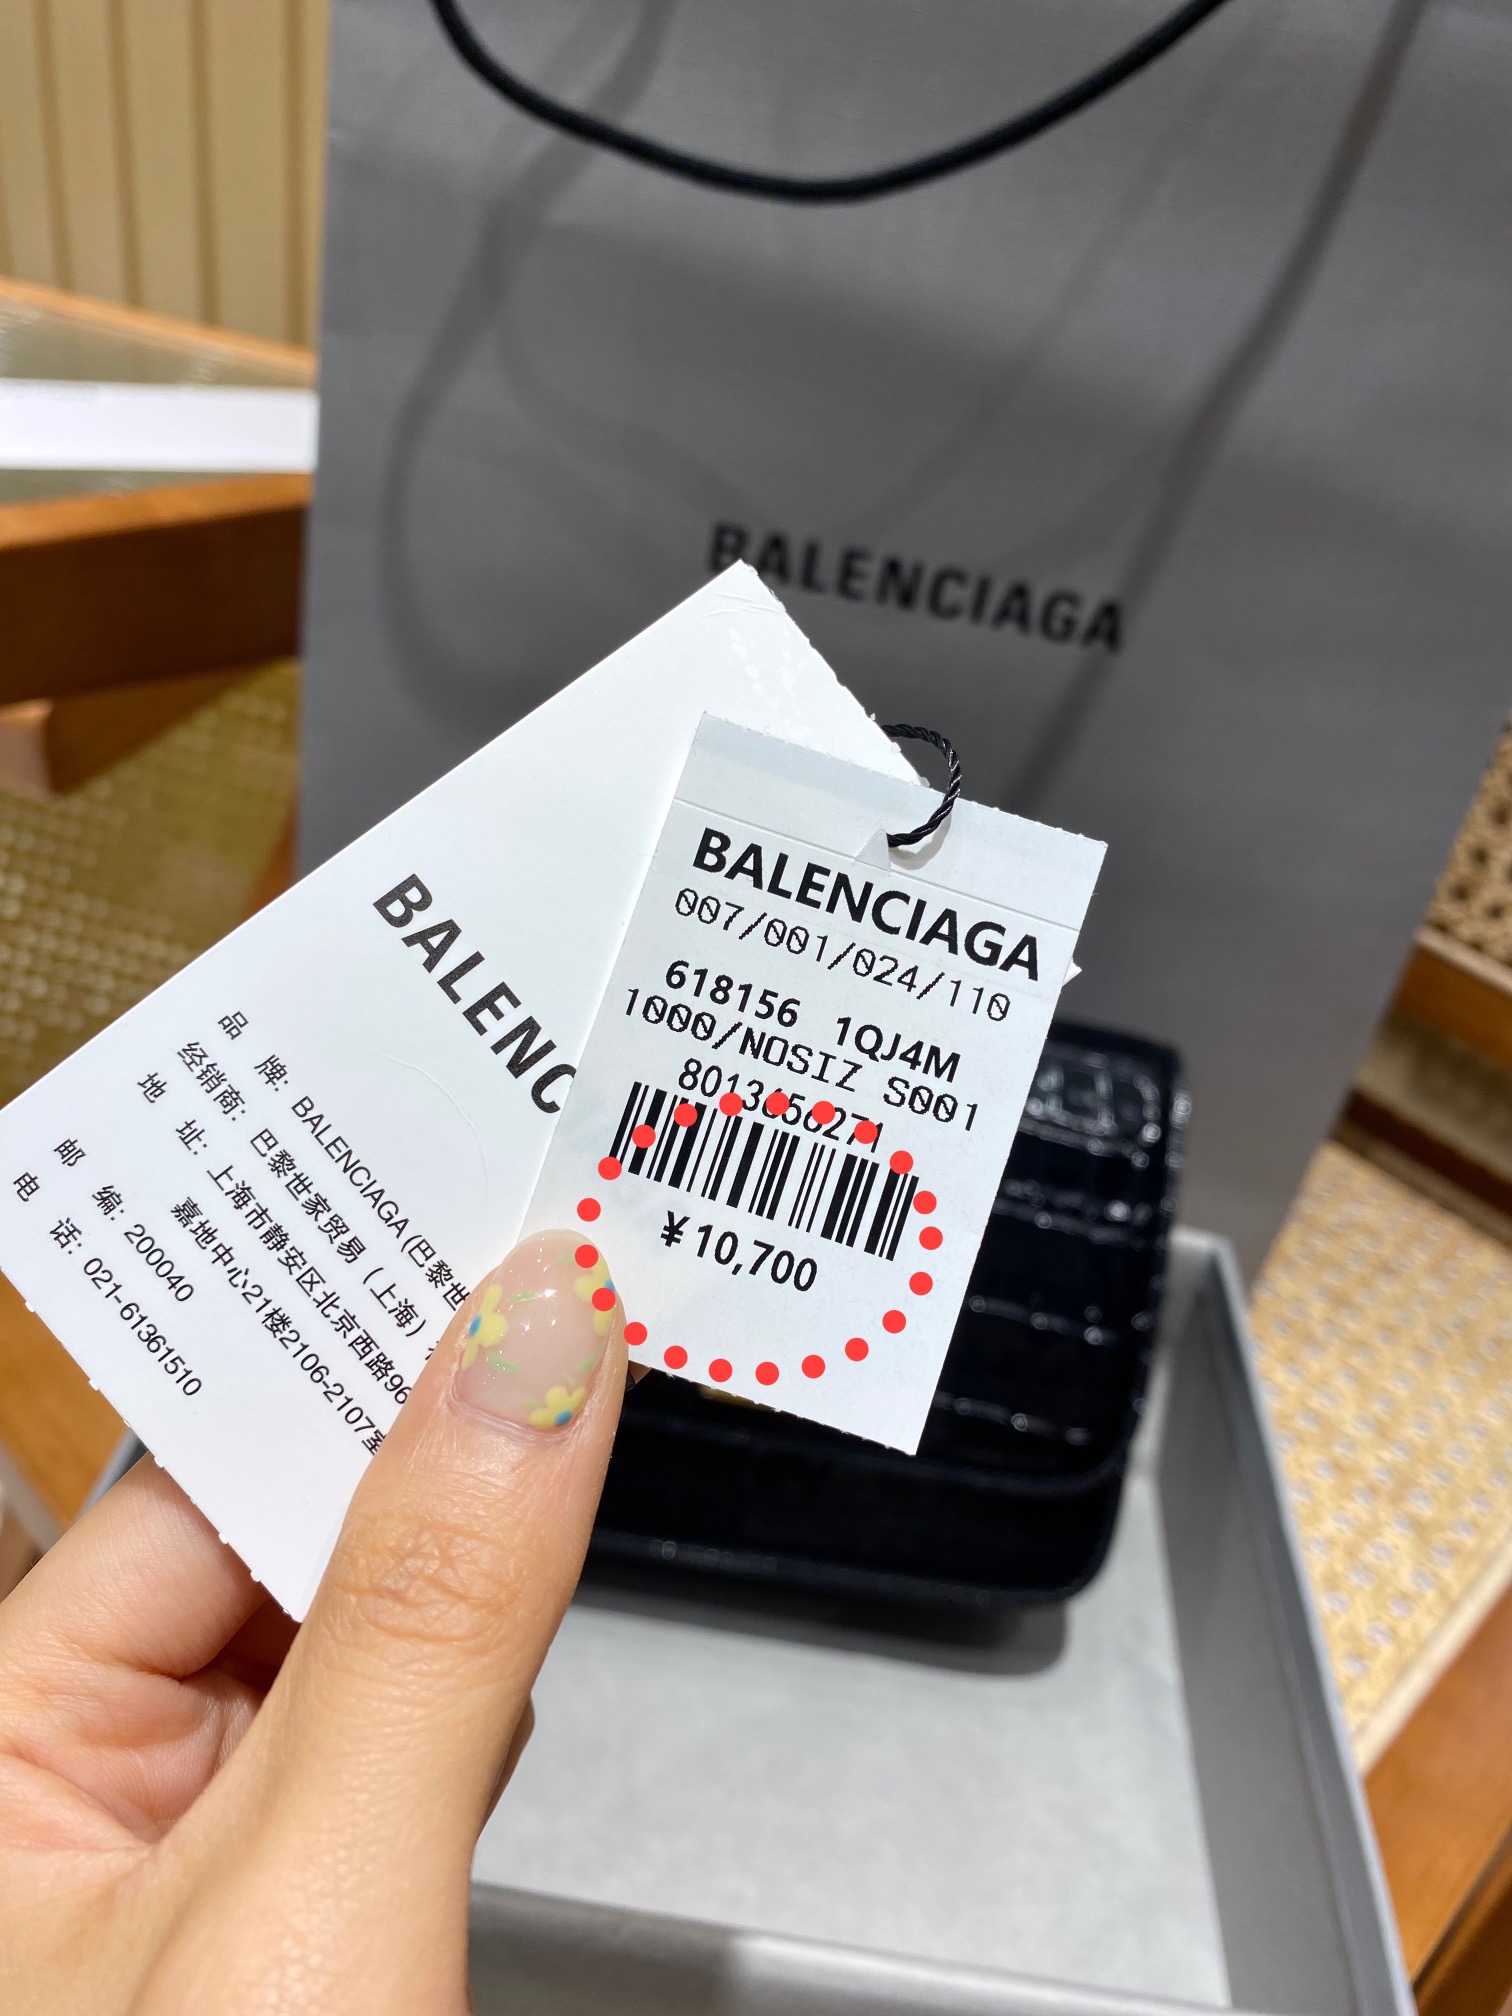 BALENCIAGA
BALENCIAGA
007/001/024/110
618156 1QJ4M
1000/NOSIZ S001
¥10,700
BALENC
品 牌: BALENCIAGA (巴黎世
经销商: 巴黎世家贸易 (上海)
地 址: 上海市静安区北京西路96
嘉地中心21楼2106-2107室
邮 编: 200040
电 话: 021-61361510